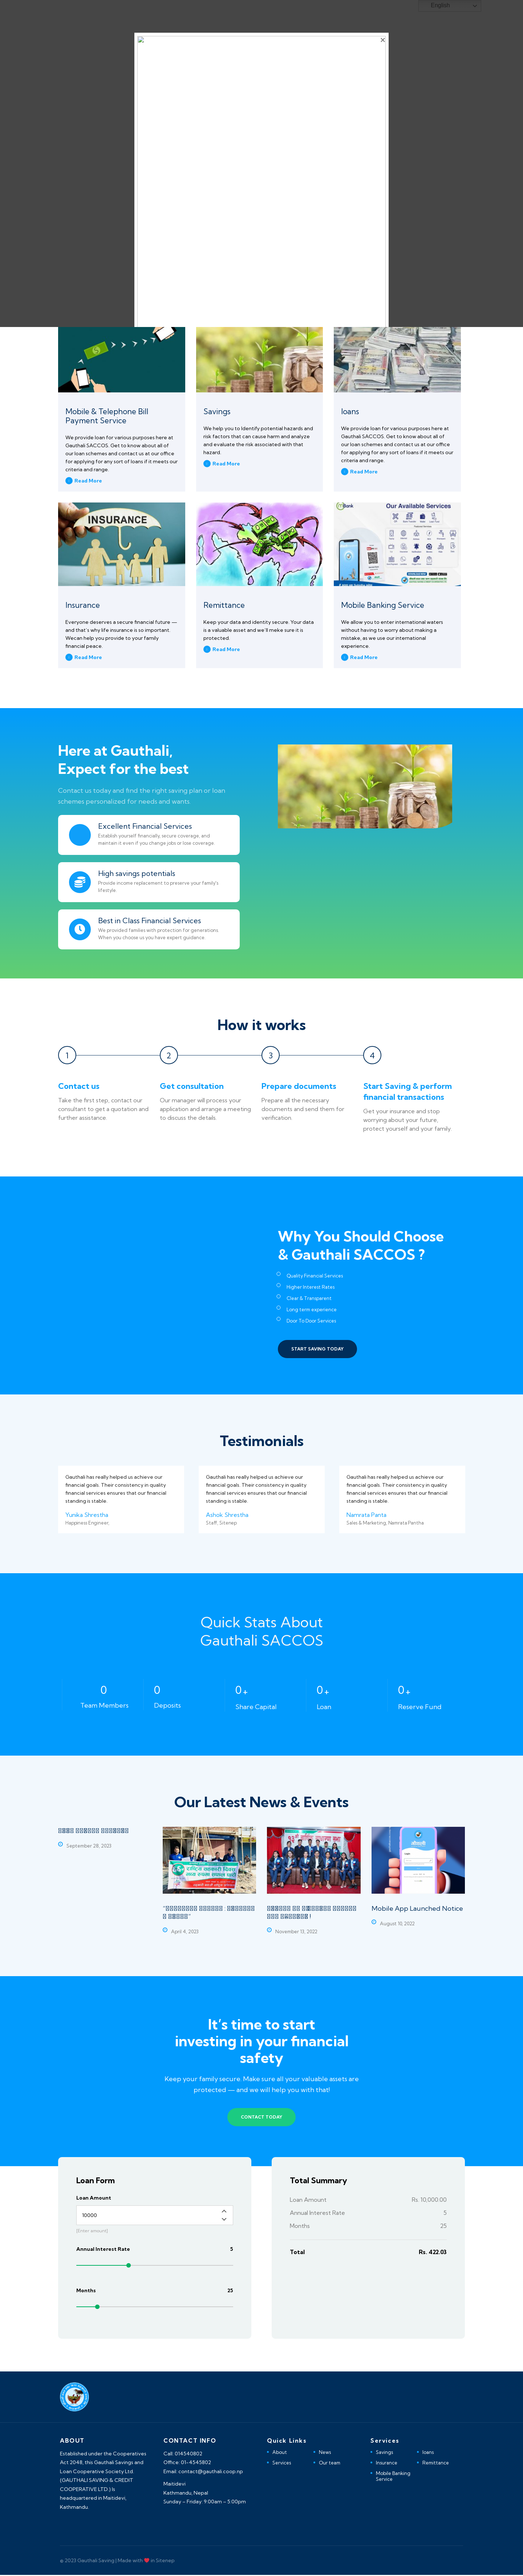 English
Mobile & Telephone Bill
Payment Service
We provide loan for various purposes here at
Gauthali SACCOS. Get to know about all of
our loan schemes and contact us at our office
for applying for any sort of loans if it meets our
criteria and range.
Read More
Savings
We help you to Identify potential hazards and
risk factors that can cause harm and analyze
and evaluate the risk associated with that
hazard.
Read More
loans
We provide loan for various purposes here at
Gauthali SACCOS. Get to know about all of
our loan schemes and contact us at our office
for applying for any sort of loans if it meets our
criteria and range.
Read More
INSURANCE
Insurance
Everyone deserves a secure financial future —
and that's why life insurance is so important.
Wecan help you provide to your family
financial peace.
Read More
Remittance
Keep your data and identity secure. Your data
is a valuable asset and we'll make sure it is
protected.
Read More
Our Available Services
Mobile Banking Service
We allow you to enter international waters
without having to worry about making a
mistake, as we use our international
experience.
Read More
Here at Gauthali,
Expect for the best
Contact us today and find the right saving plan or loan
schemes personalized for needs and wants.
Excellent Financial Services
Establish yourself financially, secure coverage, and
maintain it even if you change jobs or lose coverage.
High savings potentials
Provide income replacement to preserve your family's
lifestyle.
Best in Class Financial Services
We provided families with protection for generations.
When you choose us you have expert guidance.
How it works
1
2
3
4
Contact us
Take the first step, contact our
consultant to get a quotation and
further assistance.
Get consultation
Our manager will process your
application and arrange a meeting
to discuss the details.
Prepare documents
Prepare all the necessary
documents and send them for
verification.
Start Saving & perform
financial transactions
Get your insurance and stop
worrying about your future,
protect yourself and your family.
Why You Should Choose
& Gauthali SACCOS ?
Quality Financial Services
Higher Interest Rates
Clear & Transparent
Long term experience
Door To Door Services
START SAVING TODAY
Testimonials
Gauthali has really helped us achieve our
financial goals. Their consistency in quality
financial services ensures that our financial
standing is stable.
Yunika Shrestha
Happiness Engineer,
Gauthali has really helped us achieve our
financial goals. Their consistency in quality
financial services ensures that our financial
standing is stable.
Ashok Shrestha
Staff, Sitenep
Gauthali has really helped us achieve our
financial goals. Their consistency in quality
financial services ensures that our financial
standing is stable.
Namrata Panta
Sales & Marketing, Namrata Pantha
Quick Stats About
Gauthali SACCOS
0
Team Members
0
Deposits
0+
Share Capital
0+
Loan
0+
Reserve Fund
Our Latest News & Events
September 28, 2023
April 4, 2023
November 13, 2022
Mobile App Launched Notice
August 19, 2022
It's time to start
investing in your financial
safety
Keep your family secure. Make sure all your valuable assets are
protected — and we will help you with that!
CONTACT TODAY
Loan Form
Loan Amount
10000
[Enter amount]
Annual Interest Rate 5
Months 25
Total Summary
Loan Amount Rs. 10,000.00
Annual Interest Rate 5
Months 25
Total Rs. 422.03
ABOUT
Established under the Cooperatives
Act 2048, this Gauthali Savings and
Loan Cooperative Society Ltd.
(GAUTHALI SAVING & CREDIT
COOPERATIVE LTD.) is
headquartered in Maitidevi,
Kathmandu
CONTACT INFO
Call: 014540802
Office: 01-4545802
Email: contact@gauthali.coop.np
Maitidevi
Kathmandu, Nepal
Sunday – Friday: 9:00am – 5:00pm
Quick Links
About
News
Services
Our team
Services
Savings
loans
Insurance
Remittance
Mobile Banking
Service
© 2023 Gauthali Saving | Made with ❤️ in Sitenep